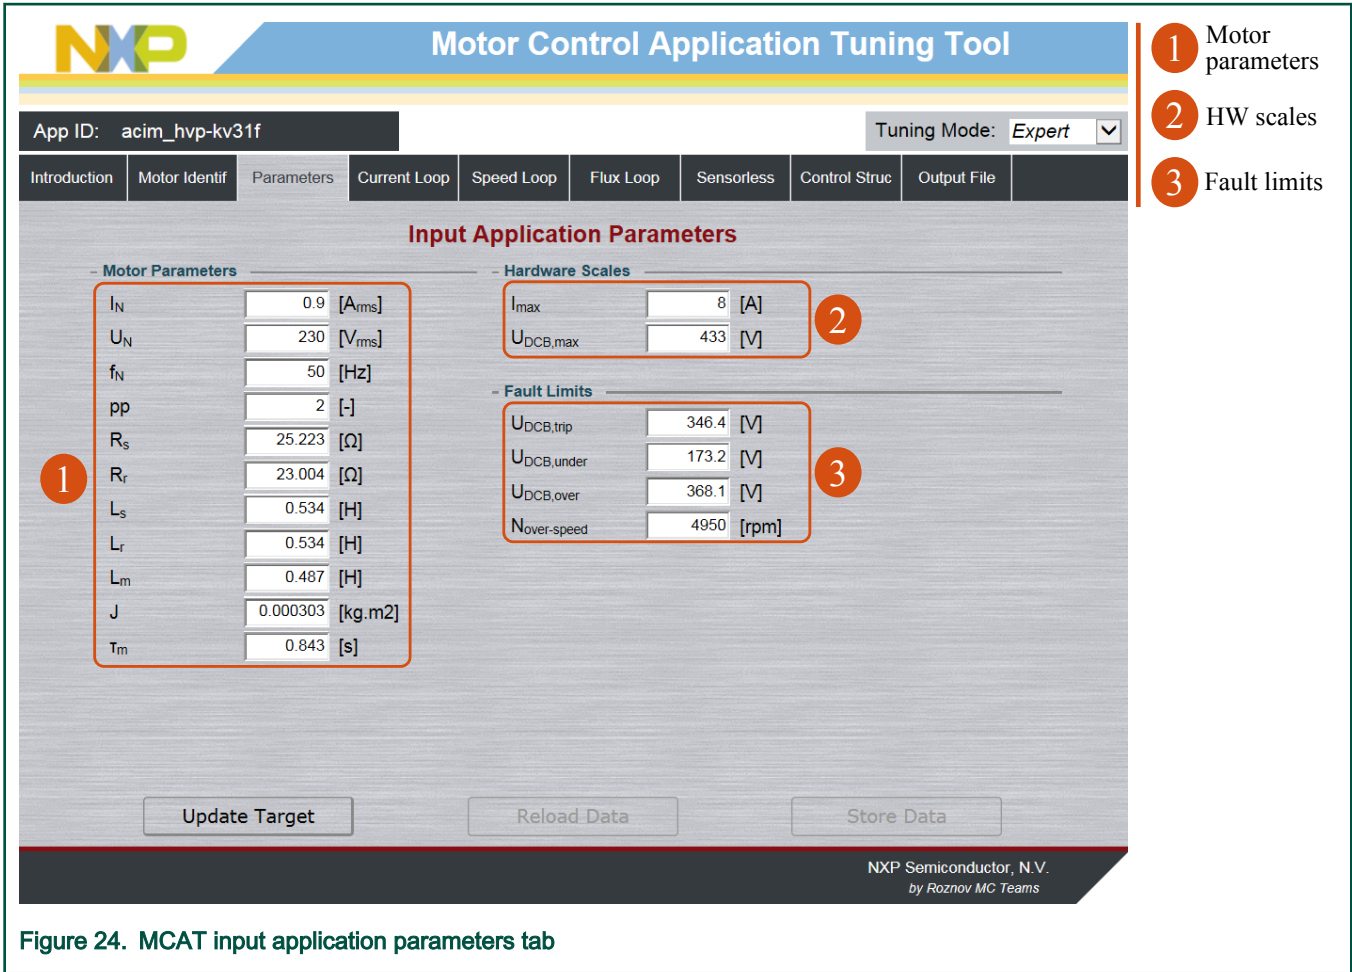 NXP
Motor Control Application Tuning Tool
1 Motor parameters
2 HW scales
3 Fault limits
App ID: acim_hvp-kv31f
Tuning Mode: Expert
Introduction Motor Identif Parameters Current Loop Speed Loop Flux Loop Sensorless Control Struc Output File
Input Application Parameters
Motor Parameters
1
IN 0.9 [Arms]
UN 230 [Vrms]
fN 50 [Hz]
pp 2 [-]
Rs 25.223 [Ω]
Rr 23.004 [Ω]
Ls 0.534 [H]
Lr 0.534 [H]
Lm 0.487 [H]
J 0.000303 [kg.m2]
τm 0.843 [s]
Hardware Scales
Imax 8 [A]
UDCB,max 433 [V]
2
Fault Limits
UDCB,trip 346.4 [V]
UDCB,under 173.2 [V]
UDCB,over 368.1 [V]
Nover-speed 4950 [rpm]
3
Update Target Reload Data Store Data
NXP Semiconductor, N.V.
by Roznov MC Teams
Figure 24. MCAT input application parameters tab